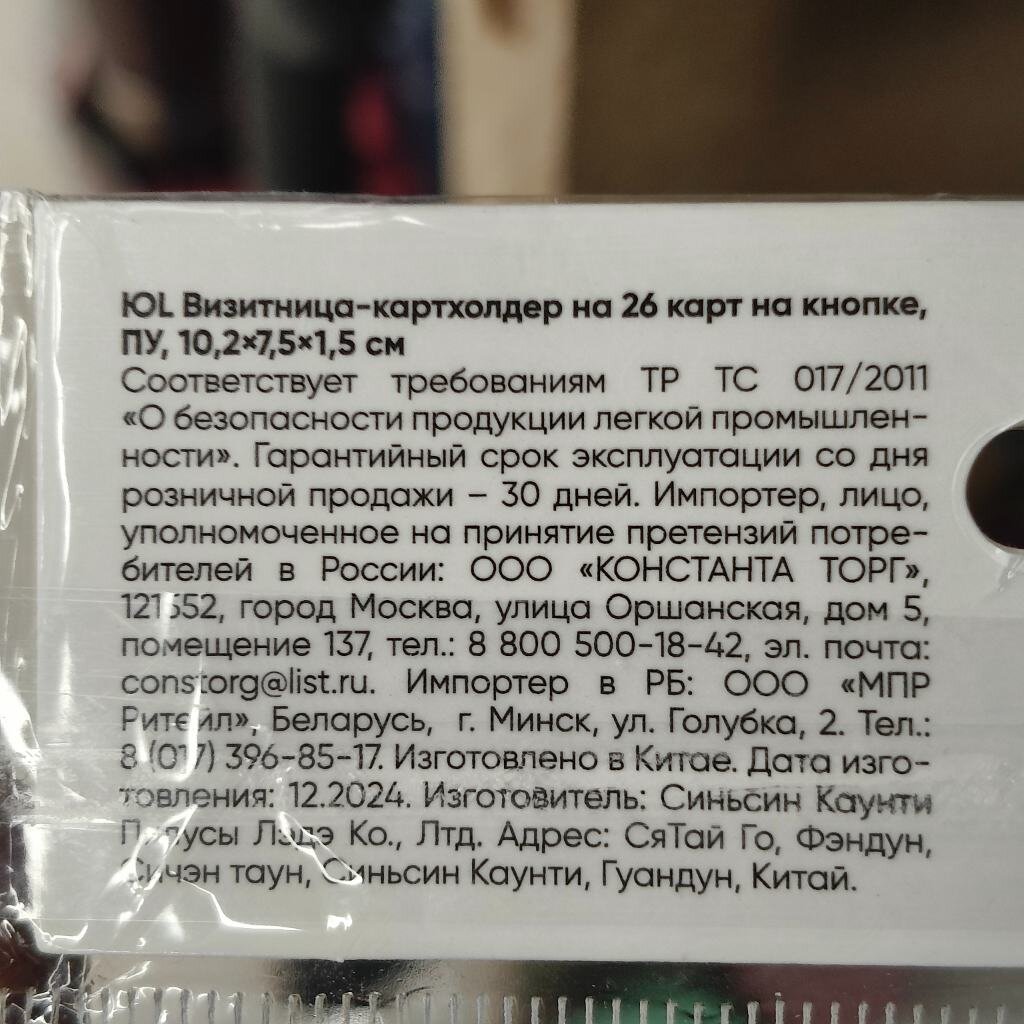 ЮL Визитница-картхолдер на 26 карт на кнопке,
ПУ, 10,2×7,5×1,5 см
Соответствует требованиям ТР ТС 017/2011
«О безопасности продукции легкой промышлен-
ности». Гарантийный срок эксплуатации со дня
розничной продажи – 30 дней. Импортер, лицо,
уполномоченное на принятие претензий потре-
бителей в России: ООО «КОНСТАНТА ТОРГ»,
город Москва, улица Оршанская, дом 5,
помещение 137, тел.: 8 800 500-18-42, эл. почта:
constorg@list.ru. Импортер в РБ: ООО «МПР
Ритейл», Беларусь, г. Минск, ул. Голубка, 2. Тел.:
8 (017) 396-85-17. Изготовлено в Китае. Дата изго-
товления: 12.2024. Изготовитель: Синьсин Каунти
Лэдэ Ко., Лтд. Адрес: СяТай Го, Фэндун,
таун, Синьсин Каунти, Гуандун, Китай.